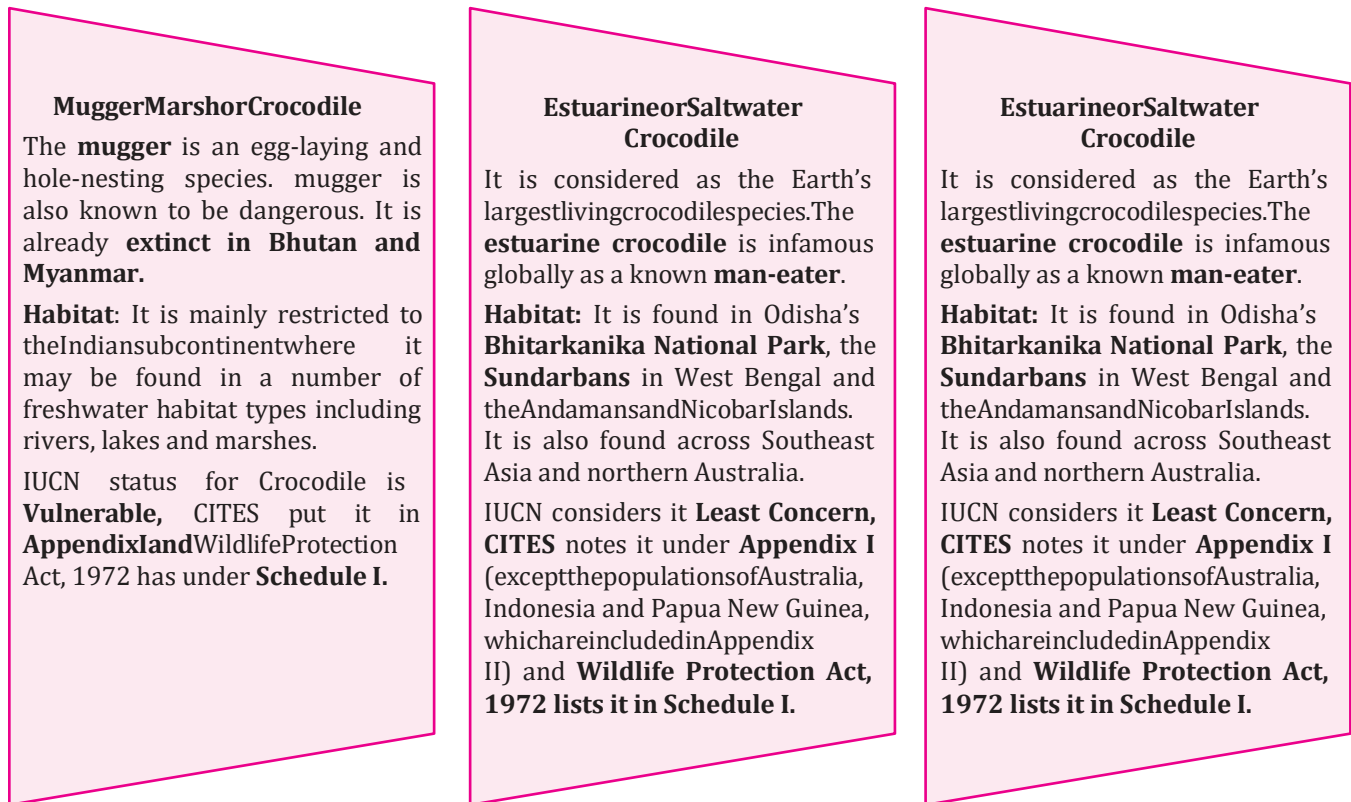 MuggerMarshorCrocodile
The mugger is an egg-laying and
hole-nesting species. mugger is
also known to be dangerous. It is
already extinct in Bhutan and
Myanmar.
Habitat: It is mainly restricted to
theIndiansubcontinentwhere it
may be found in a number of
freshwater habitat types including
rivers, lakes and marshes.
IUCN status for Crocodile is
Vulnerable, CITES put it in
AppendixIandWildlifeProtection
Act, 1972 has under Schedule I.
EstuarineorSaltwater
Crocodile
It is considered as the Earth’s
largestlivingcrocodilespecies.The
estuarine crocodile is infamous
globally as a known man-eater.
Habitat: It is found in Odisha’s
Bhitarkanika National Park, the
Sundarbans in West Bengal and
theAndamansandNicobarIslands.
It is also found across Southeast
Asia and northern Australia.
IUCN considers it Least Concern,
CITES notes it under Appendix I
(exceptthepopulationsofAustralia,
Indonesia and Papua New Guinea,
whichareincludedinAppendix
II) and Wildlife Protection Act,
1972 lists it in Schedule I.
EstuarineorSaltwater
Crocodile
It is considered as the Earth’s
largestlivingcrocodilespecies.The
estuarine crocodile is infamous
globally as a known man-eater.
Habitat: It is found in Odisha’s
Bhitarkanika National Park, the
Sundarbans in West Bengal and
theAndamansandNicobarIslands.
It is also found across Southeast
Asia and northern Australia.
IUCN considers it Least Concern,
CITES notes it under Appendix I
(exceptthepopulationsofAustralia,
Indonesia and Papua New Guinea,
whichareincludedinAppendix
II) and Wildlife Protection Act,
1972 lists it in Schedule I.